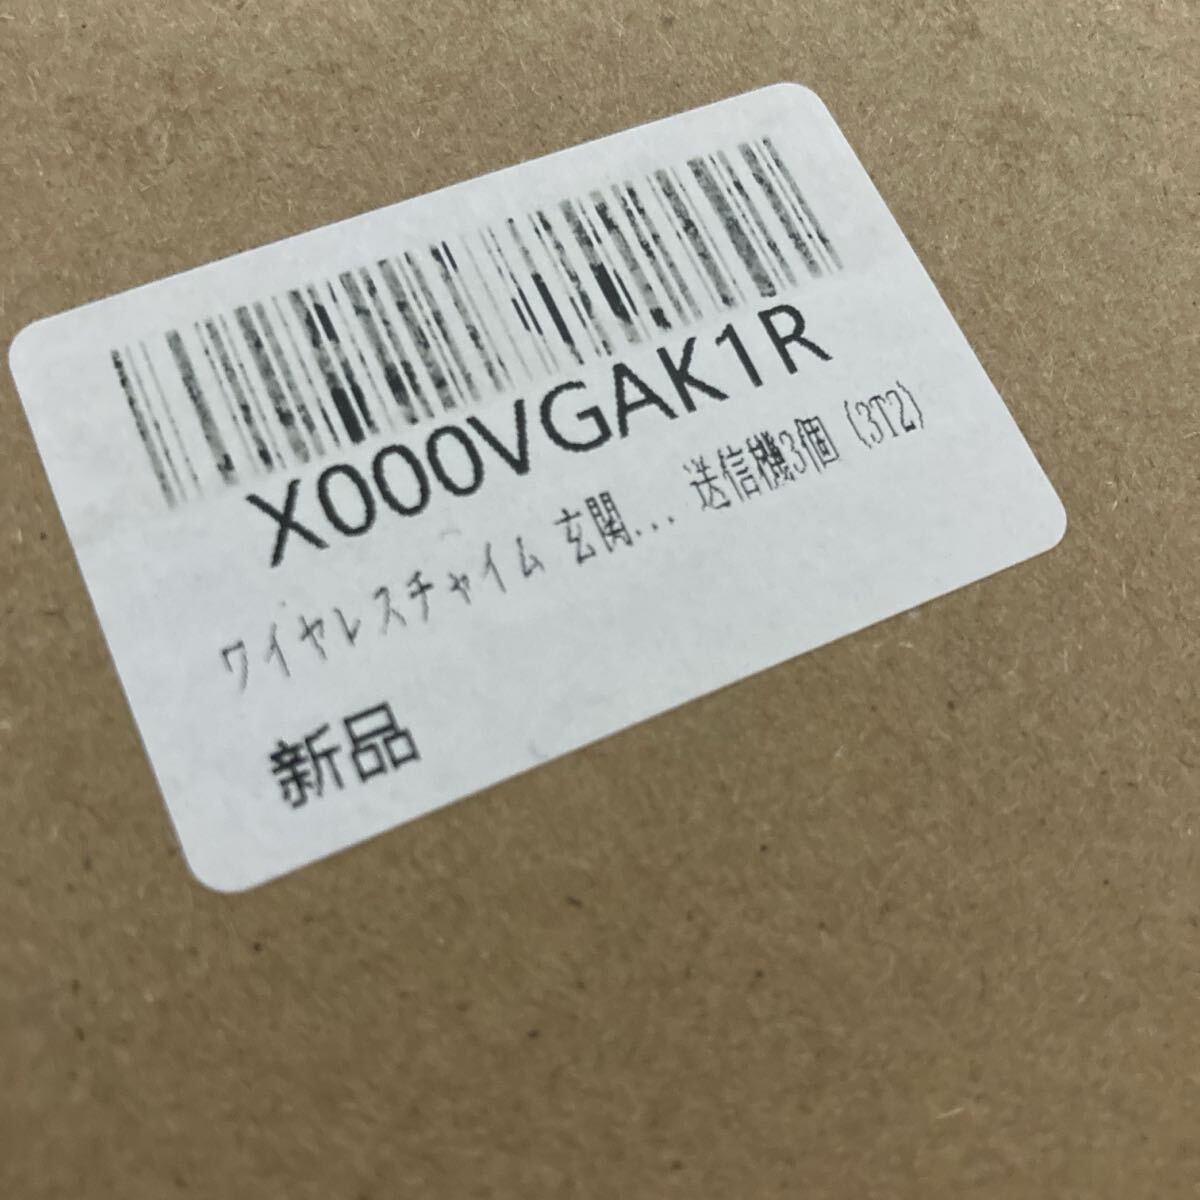 X000VGAK1R
ワイヤレスチャイム 玄関... 送信機3個 (3T2)
新品